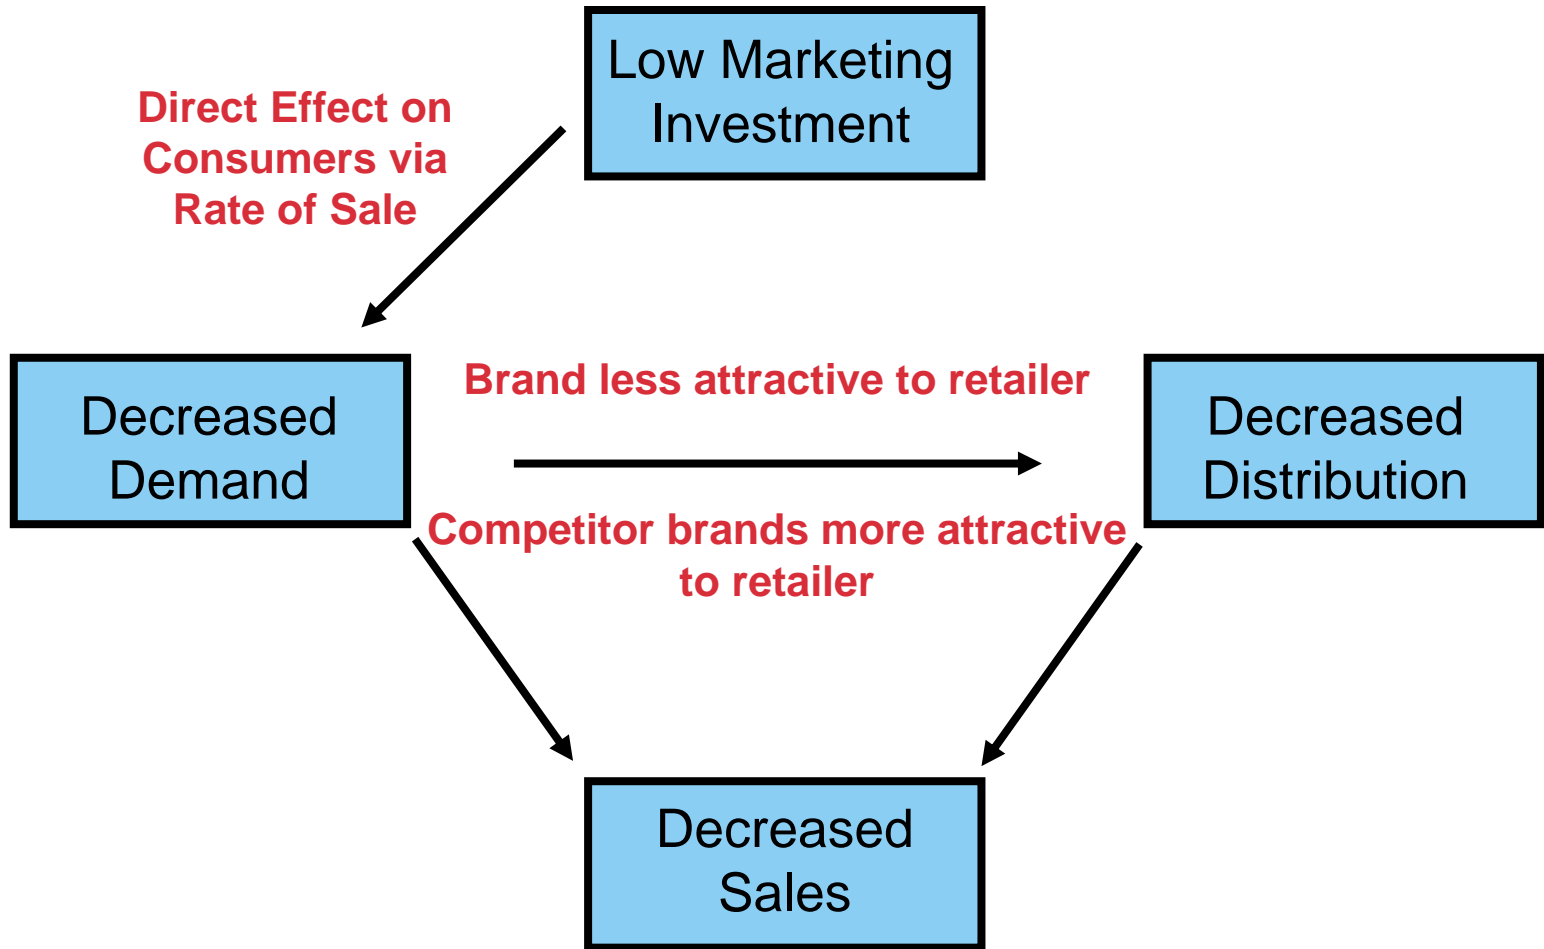 Low Marketing
Investment
Direct Effect on
Consumers via
Rate of Sale
Decreased
Demand
Brand less attractive to retailer
Competitor brands more attractive
to retailer
Decreased
Distribution
Decreased
Sales